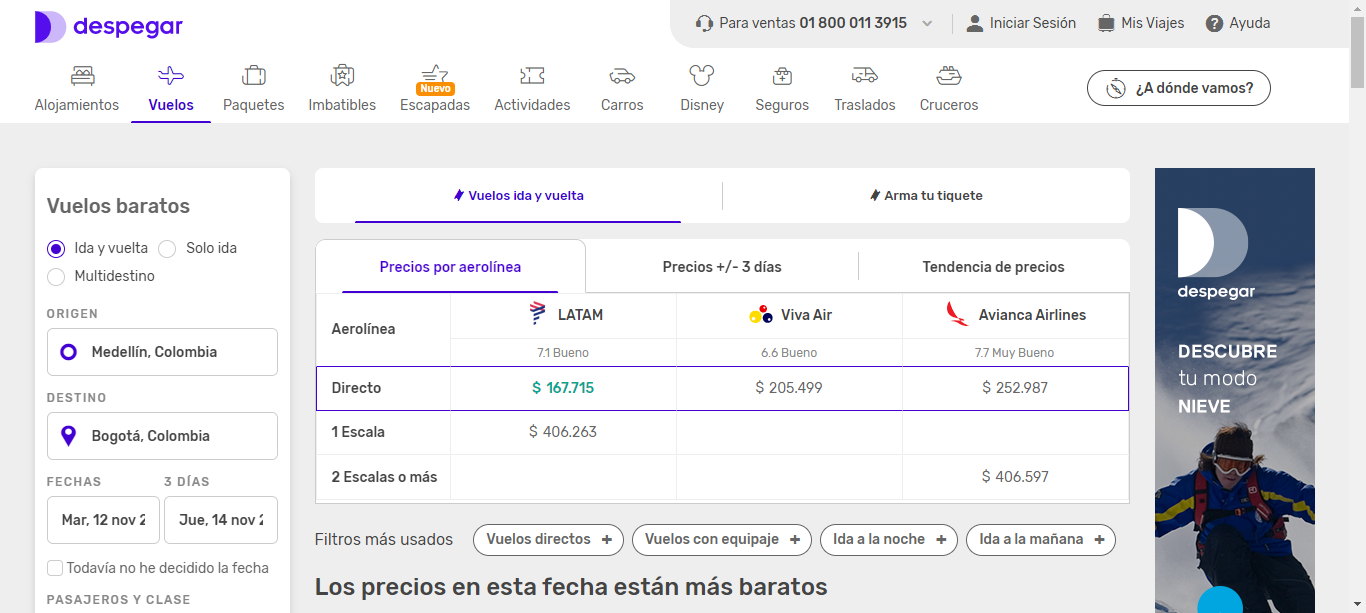 despegar
Para ventas 01 800 011 3915
Iniciar Sesión
Mis Viajes
Ayuda
Alojamientos
Vuelos
Paquetes
Imbatibles
Nuevo
Escapadas
Actividades
Carros
Disney
Seguros
Traslados
Cruceros
¿A dónde vamos?
Vuelos baratos
Ida y vuelta
Solo ida
Multidestino
ORIGEN
Medellín, Colombia
DESTINO
Bogotá, Colombia
FECHAS
3 DÍAS
Mar, 12 nov 2
Jue, 14 nov 2
Todavía no he decidido la fecha
PASAJEROS Y CLASE
Vuelos ida y vuelta
Arma tu tiquete
Precios por aerolínea
Precios +/- 3 días
Tendencia de precios
Aerolínea
LATAM
Viva Air
Avianca Airlines
7.1 Bueno
6.6 Bueno
7.7 Muy Bueno
Directo
$ 167.715
$ 205.499
$ 252.987
1 Escala
$ 406.263
2 Escalas o más
$ 406.597
Filtros más usados
Vuelos directos +
Vuelos con equipaje +
Ida a la noche +
Ida a la mañana +
Los precios en esta fecha están más baratos
despegar
DESCUBRE
tu modo
NIEVE